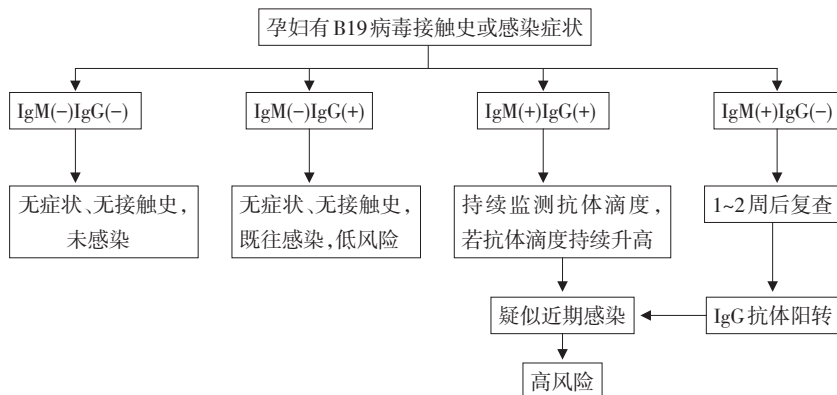 孕妇有B19病毒接触史或感染症状
IgM(−)IgG(−)
IgM(−)IgG(+)
IgM(+)IgG(+)
IgM(+)IgG(−)
无症状、无接触史，
未感染
无症状、无接触史，
既往感染，低风险
持续监测抗体滴度，
若抗体滴度持续升高
1~2周后复查
疑似近期感染
IgG抗体阳转
高风险